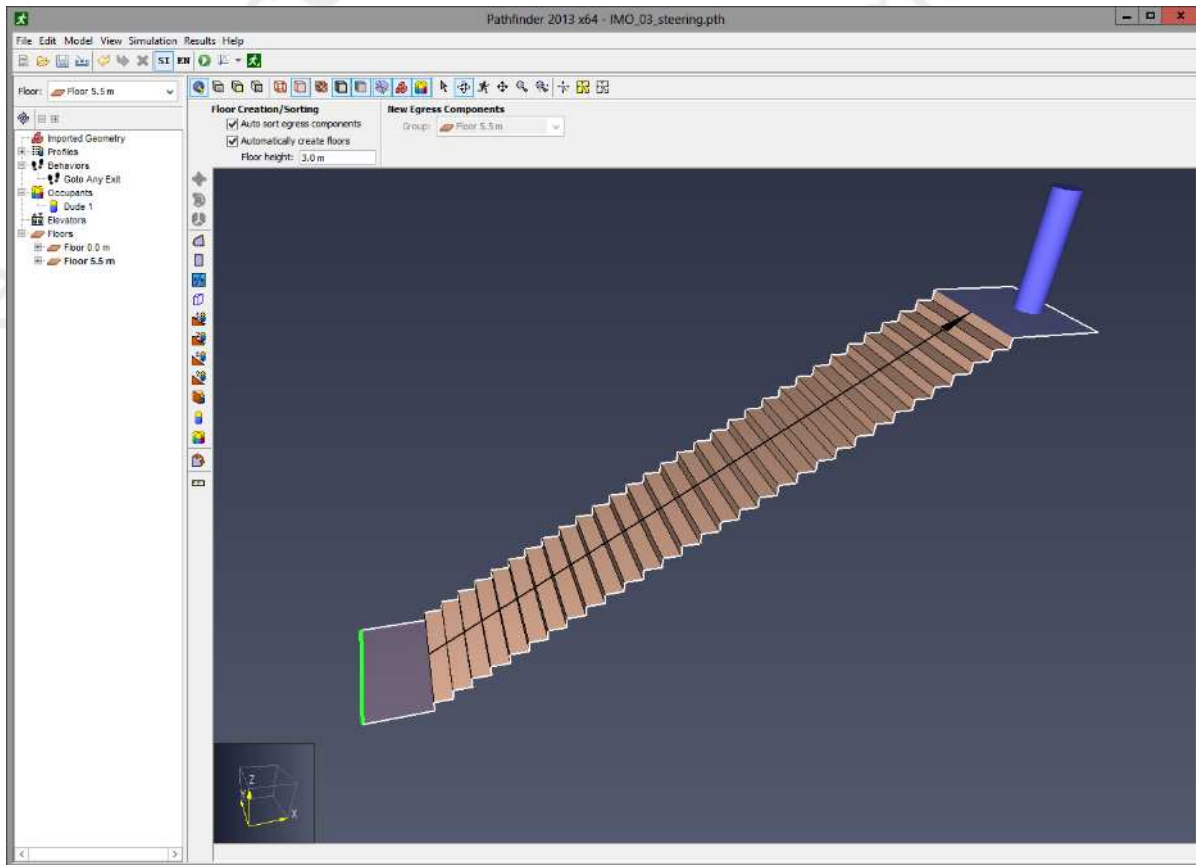 Pathfinder 2013 x64 - IMO_03_steering.pth
File Edit Model View Simulation Results Help
SI EN
Floor: Floor 5.5 m
Floor Creation/Sorting
New Egress Components
Auto sort egress components
Group: Floor 5.5 m
Automatically create floors
Floor height: 3.0 m
Imported Geometry
Profiles
Behaviors
Goto Any Exit
Occupants
Dude 1
Elevators
Floors
Floor 0.0 m
Floor 5.5 m
Z
Y
X